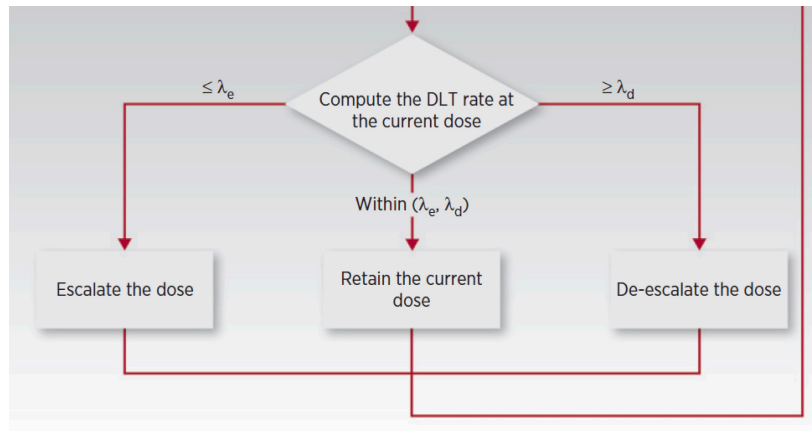 ≤ λe
≥ λd
Compute the DLT rate at
the current dose
Within (λe, λd)
Escalate the dose
Retain the current
dose
De-escalate the dose